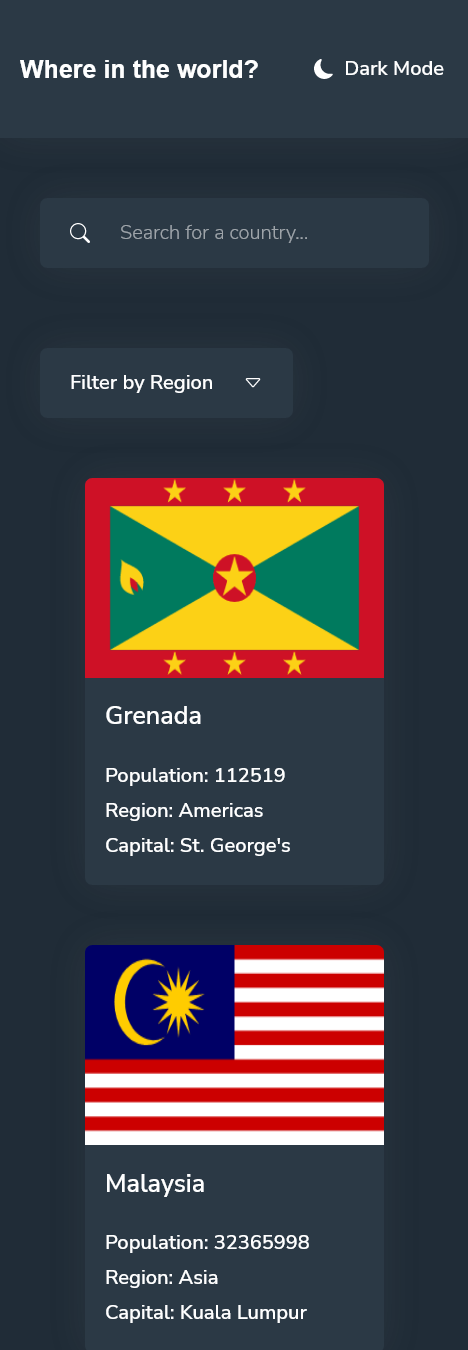 Where in the world?
Dark Mode
Search for a country...
Filter by Region
Grenada
Population: 112519
Region: Americas
Capital: St. George's
Malaysia
Population: 32365998
Region: Asia
Capital: Kuala Lumpur